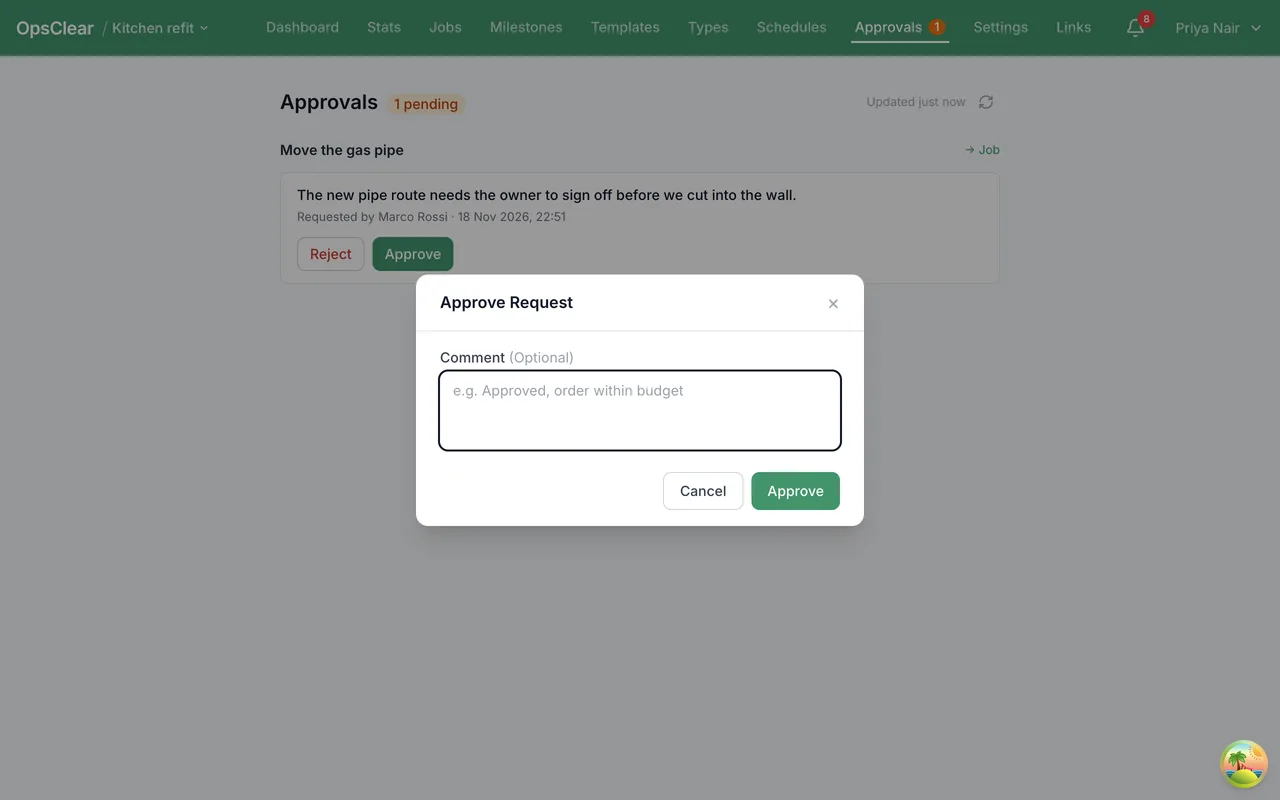 OpsClear / Kitchen refit Dashboard Stats Jobs Milestones Templates Types Schedules Approvals 1 Settings Links 8 Priya Nair
Approvals 1 pending Updated just now
Move the gas pipe → Job
The new pipe route needs the owner to sign off before we cut into the wall.
Requested by Marco Rossi · 18 Nov 2026, 22:51
Reject Approve
Approve Request ×
Comment (Optional)
e.g. Approved, order within budget
Cancel Approve